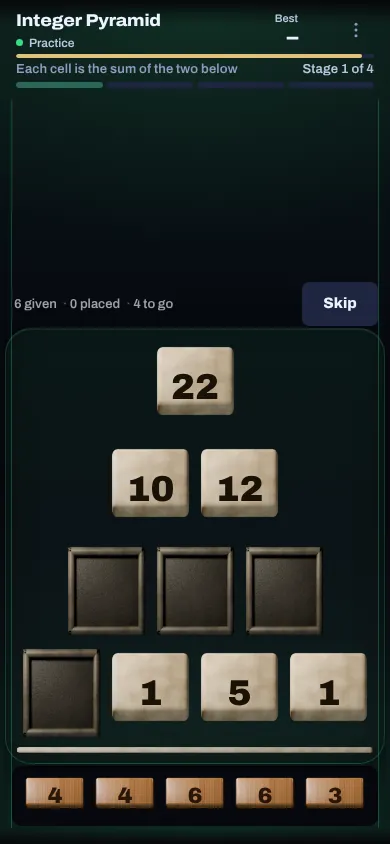 Integer Pyramid
Best
Practice
–
Each cell is the sum of the two below
Stage 1 of 4
6 given · 0 placed · 4 to go
Skip
22
10 12
1 5 1
4 4 6 6 3